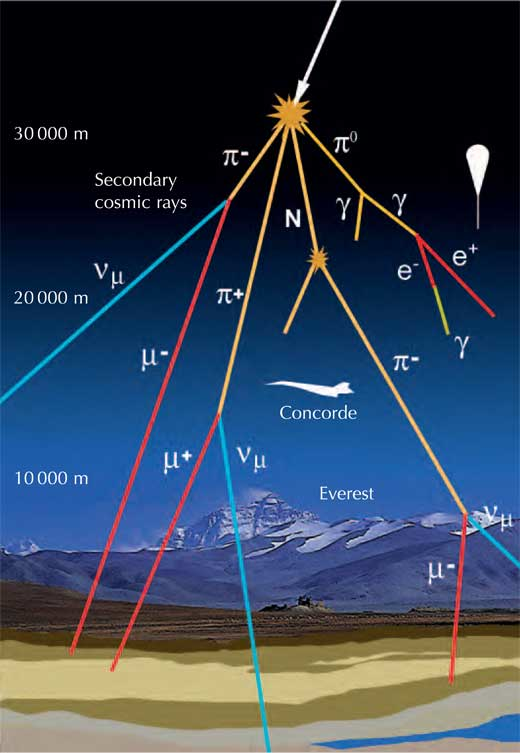 30 000 m
π-
π⁰
Secondary
cosmic rays
γ
γ
N
νμ
e-
e+
20 000 m
π+
γ
μ-
π-
Concorde
μ+
νμ
10 000 m
Everest
νμ
μ-